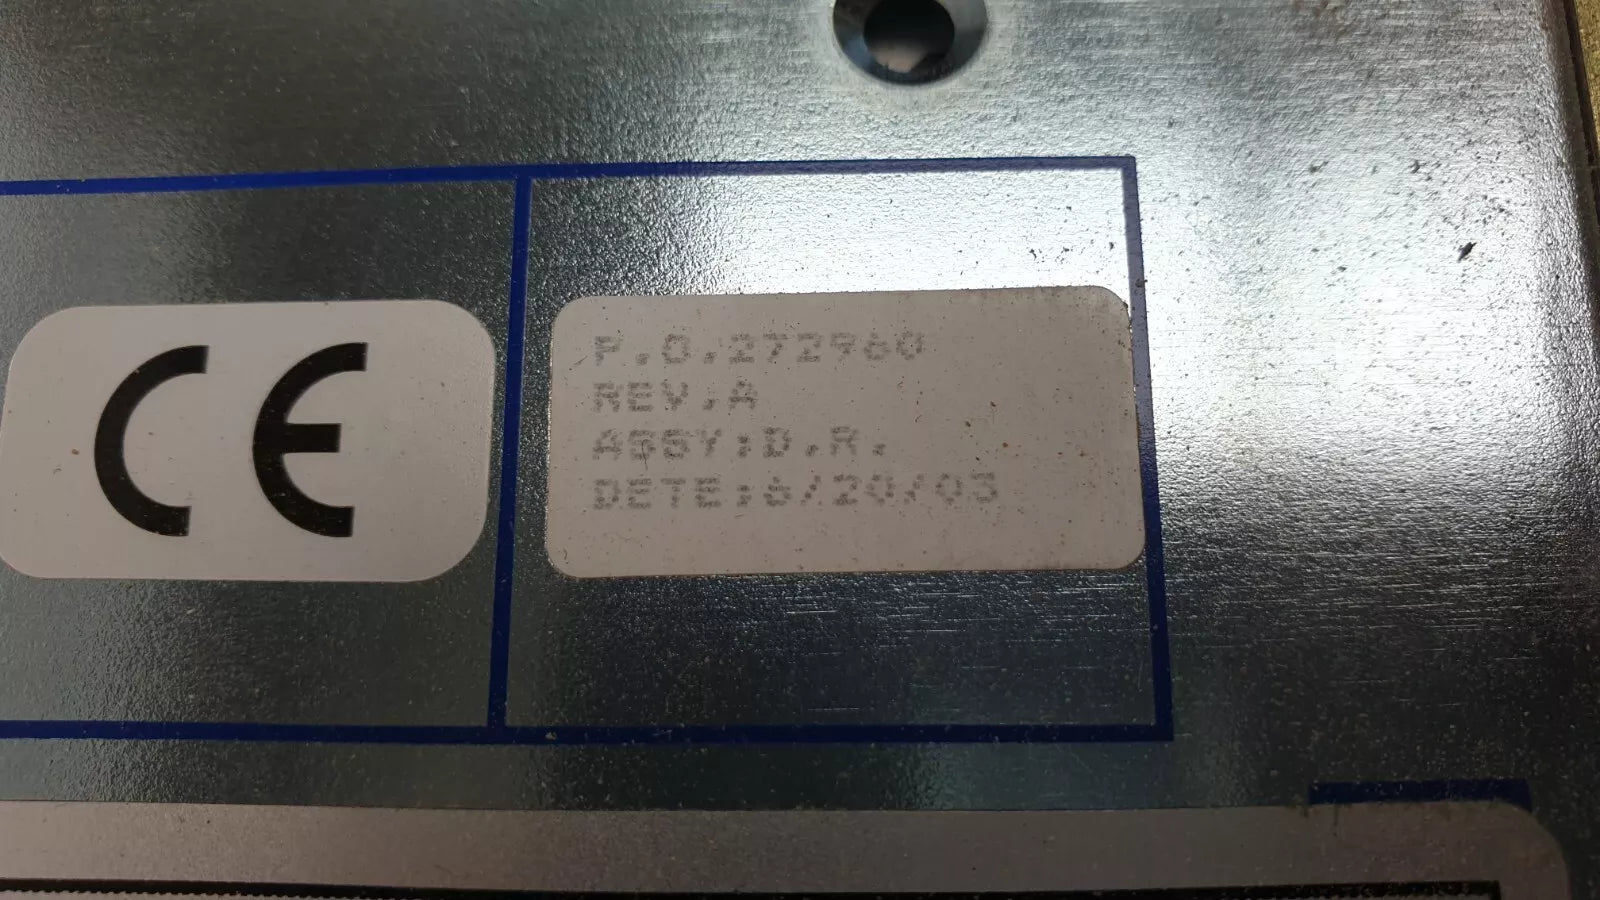 CE
P.O.272960
REV.A
ASSY:D.R.
DETE:6/20/03